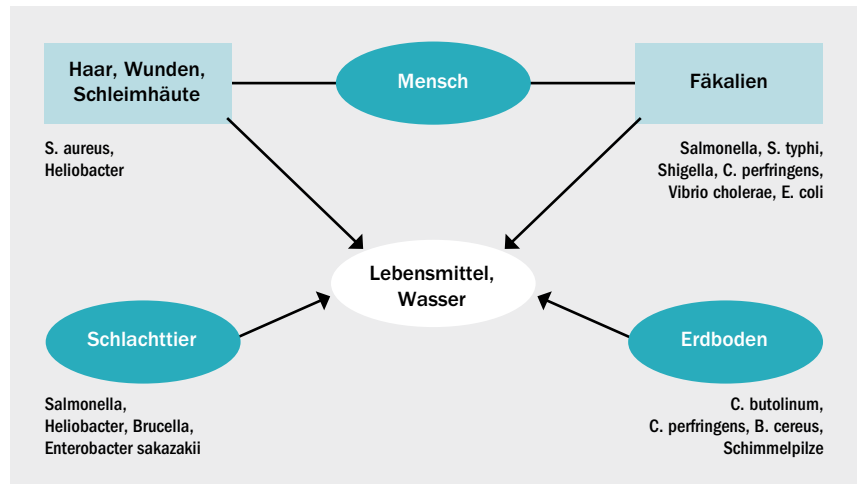 Haar, Wunden,
Schleimhäute
Mensch
Fäkalien
S. aureus,
Heliobacter
Salmonella, S. typhi,
Shigella, C. perfringens,
Vibrio cholerae, E. coli
Lebensmittel,
Wasser
Schlachttier
Erdboden
Salmonella,
Heliobacter, Brucella,
Enterobacter sakazakii
C. butolinum,
C. perfringens, B. cereus,
Schimmelpilze